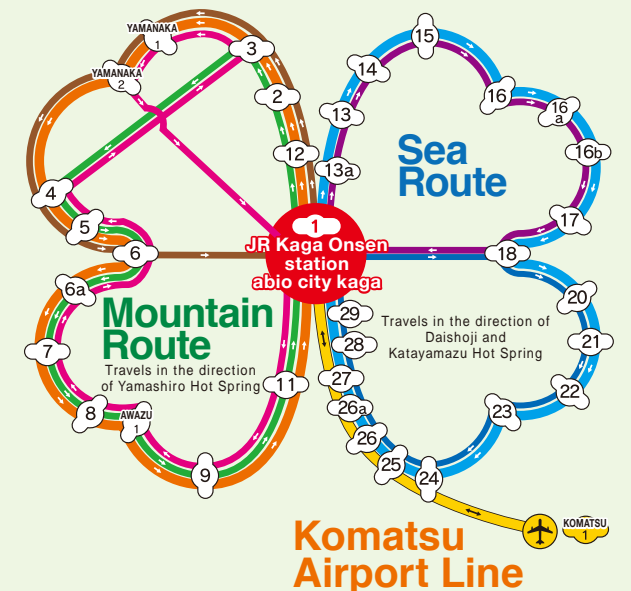 YAMANAKA
1
YAMANAKA
2
3
2
12
4
5
6
6a
7
8
AWAZU
1
9
11
Mountain
Route
Travels in the direction
of Yamashiro Hot Spring
1
JR Kaga Onsen
station
abio city kaga
13a
13
14
15
16
16
a
16b
17
18
Sea
Route
Travels in the direction of
Daishoji and
Katayamazu Hot Spring
20
21
22
23
24
25
26
26a
27
28
29
KOMATSU
1
Komatsu
Airport Line